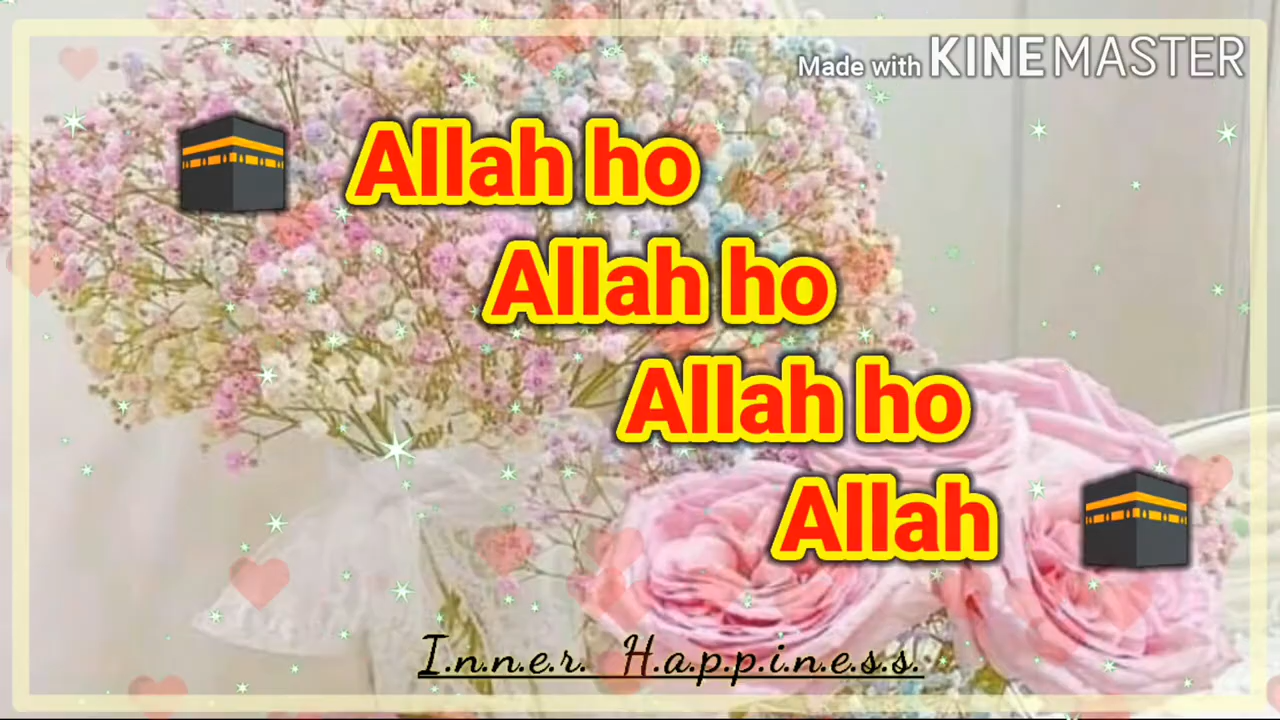 Made with KINEMASTER
Allah ho
Allah ho
Allah ho
Allah
I.n.n.e.r. H.a.p.p.i.n.e.s.s.